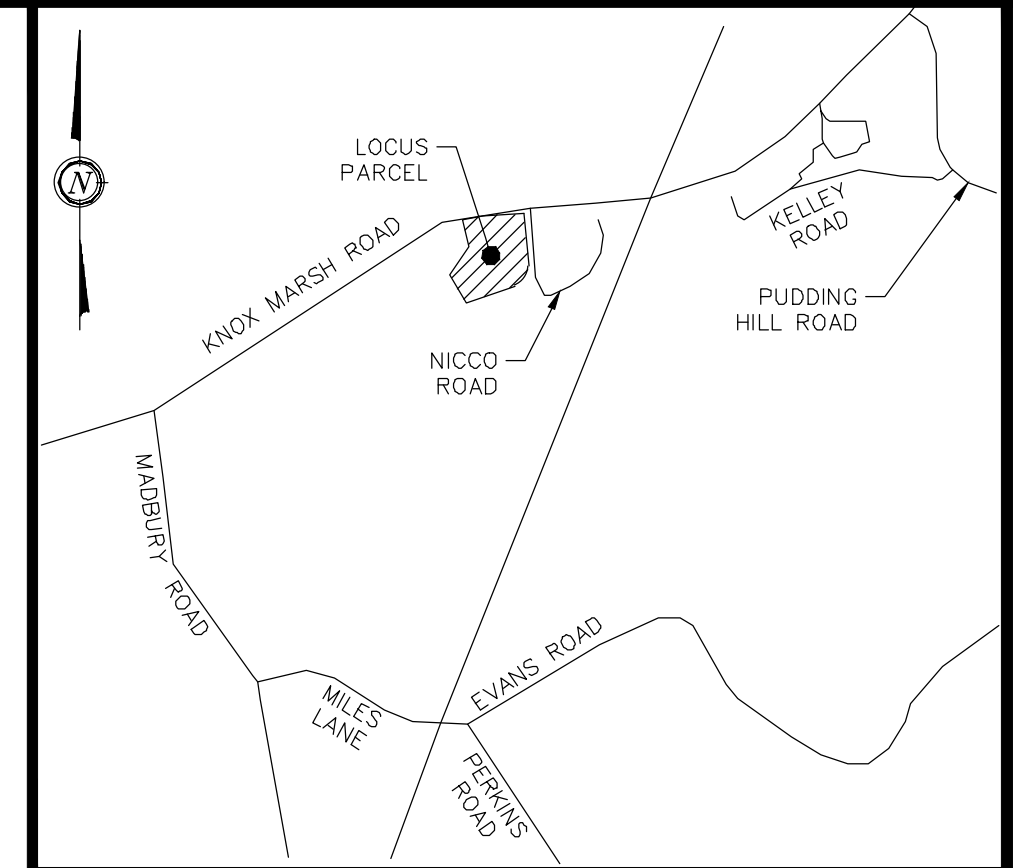 LOCUS
PARCEL
N
KNOX MARSH ROAD
KELLEY
ROAD
PUDDING
HILL ROAD
NICCO
ROAD
MADBURY ROAD
EVANS ROAD
MILES
LANE
PERKINS
ROAD